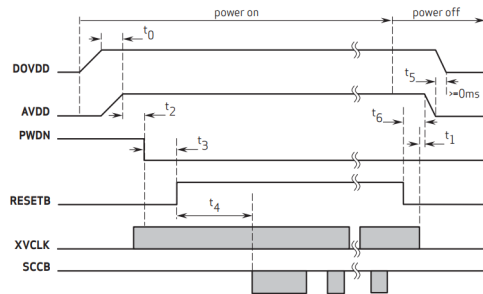 power on
power off
t0
DOVDD
t5
>=0ms
AVDD
t2
t6
PWDN
t3
t1
RESETB
t4
XVCLK
SCCB